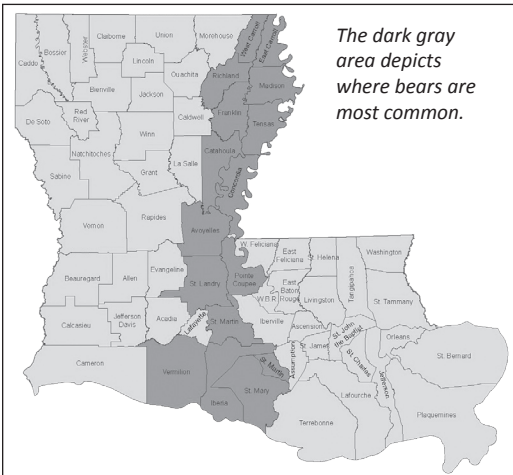 The dark gray
area depicts
where bears are
most common.
Caddo
Bossier
Webster
Claiborne
Union
Morehouse
West Carroll
East Carroll
Lincoln
Ouachita
Richland
Madison
Bienville
Jackson
Franklin
Tensas
De Soto
Red
River
Caldwell
Winn
Natchitoches
La Salle
Catahoula
Concordia
Sabine
Grant
Vernon
Rapides
Avoyelles
W. Feliciana
East
Feliciana
St. Helena
Tangipahoa
Washington
Beauregard
Allen
Evangeline
St. Landry
Pointe
Coupee
East
Baton
Rouge
W B R
Livingston
St. Tammany
Calcasieu
Jefferson
Davis
Acadia
Lafayette
St. Martin
Iberville
Ascension
St. John
the Baptist
Orleans
St. Bernard
Cameron
Vermilion
Iberia
St. Martin
St. Mary
Assumption
St. James
St. Charles
Jefferson
Lafourche
Terrebonne
Plaquemines